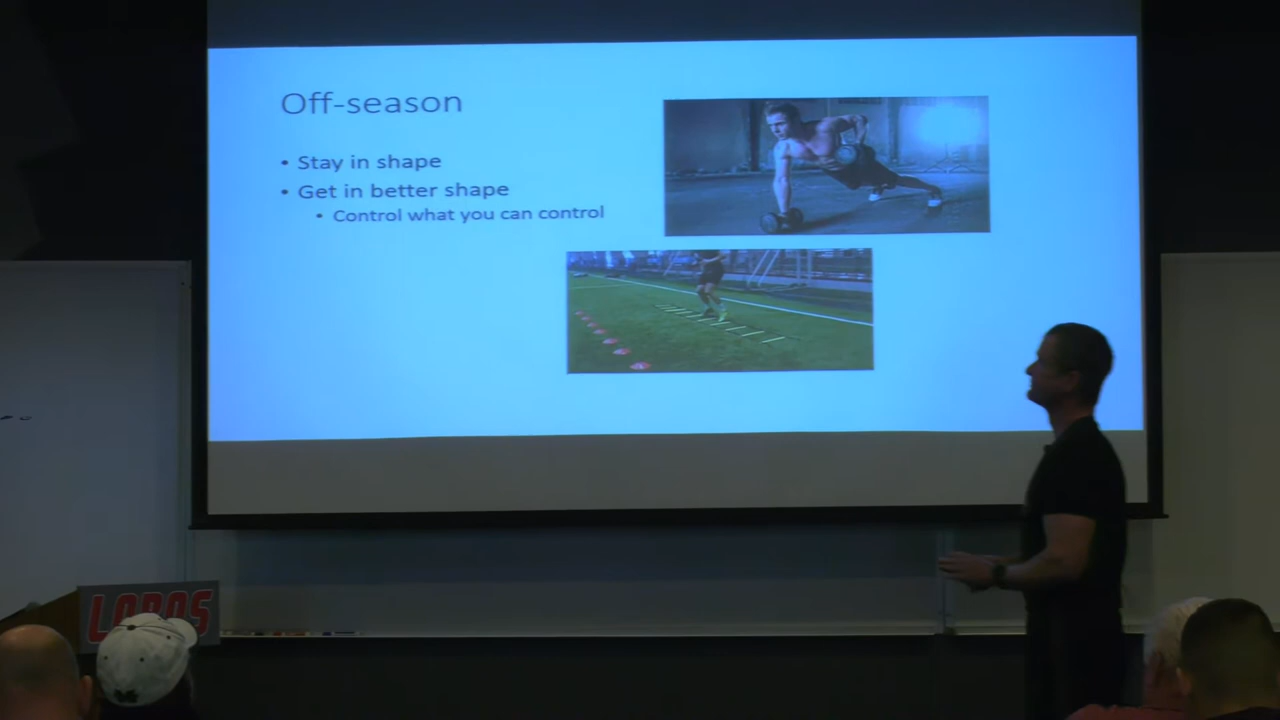 Off-season
• Stay in shape
• Get in better shape
• Control what you can control
LOBOS